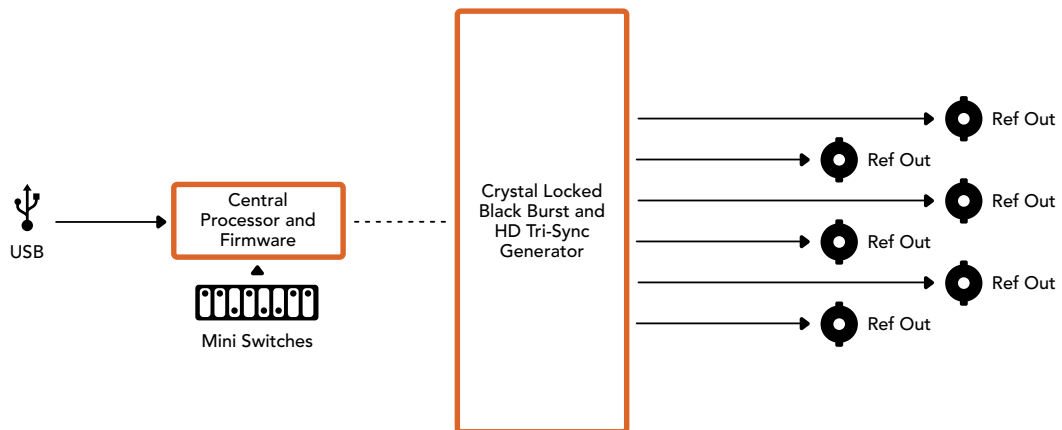 USB
Central
Processor and
Firmware
Mini Switches
Crystal Locked
Black Burst and
HD Tri-Sync
Generator
Ref Out
Ref Out
Ref Out
Ref Out
Ref Out
Ref Out